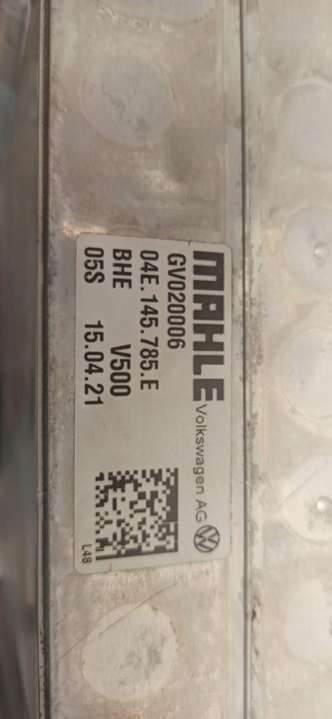 MAHLE Volkswagen AG
GV020006
04E.145.785.E
BHE V500
05S 15.04.21
L48